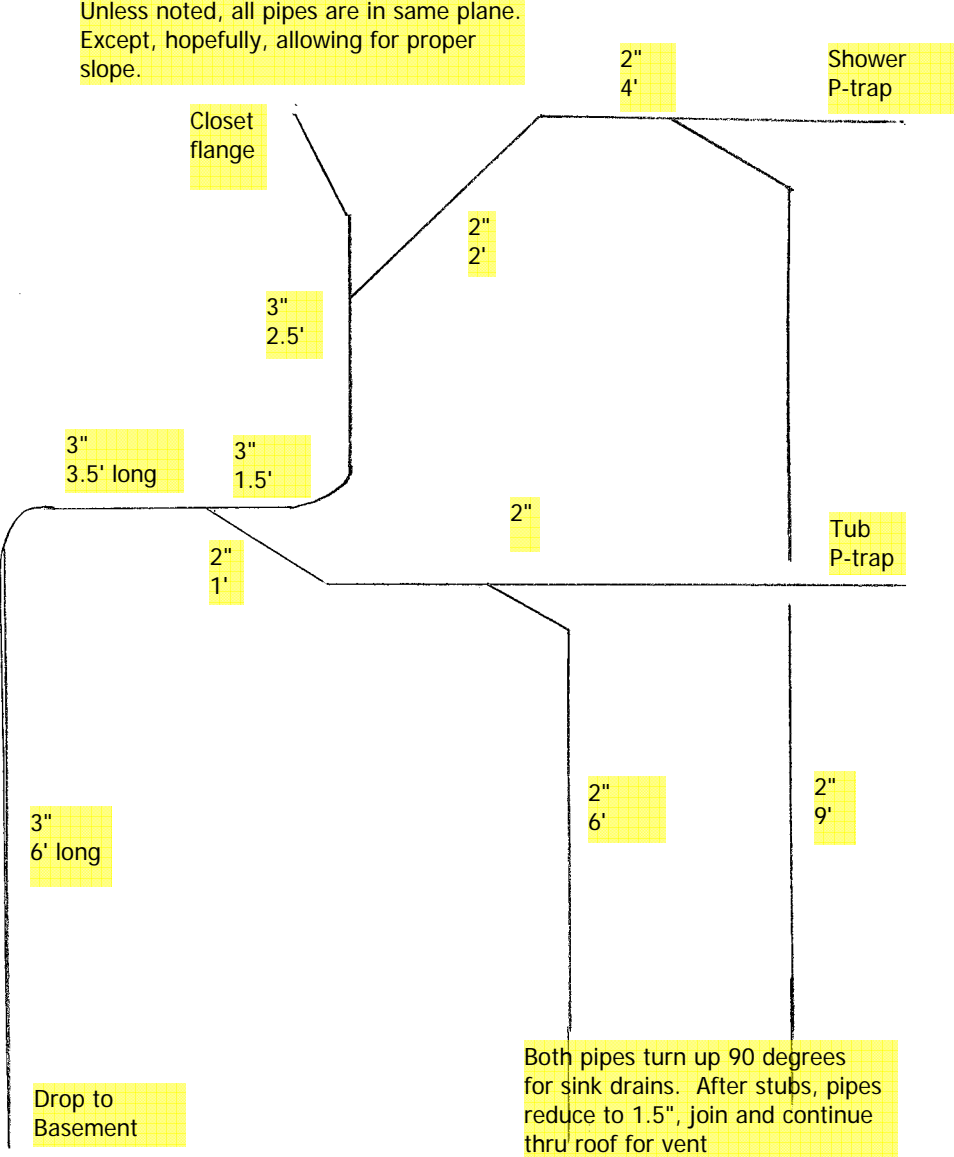 Unless noted, all pipes are in same plane.
Except, hopefully, allowing for proper
slope.
2"
4'
Shower
P-trap
Closet
flange
2"
2'
3"
2.5'
3"
3.5' long
3"
1.5'
2"
Tub
P-trap
2"
1'
2"
6'
2"
9'
3"
6' long
Both pipes turn up 90 degrees
for sink drains. After stubs, pipes
reduce to 1.5", join and continue
thru roof for vent
Drop to
Basement